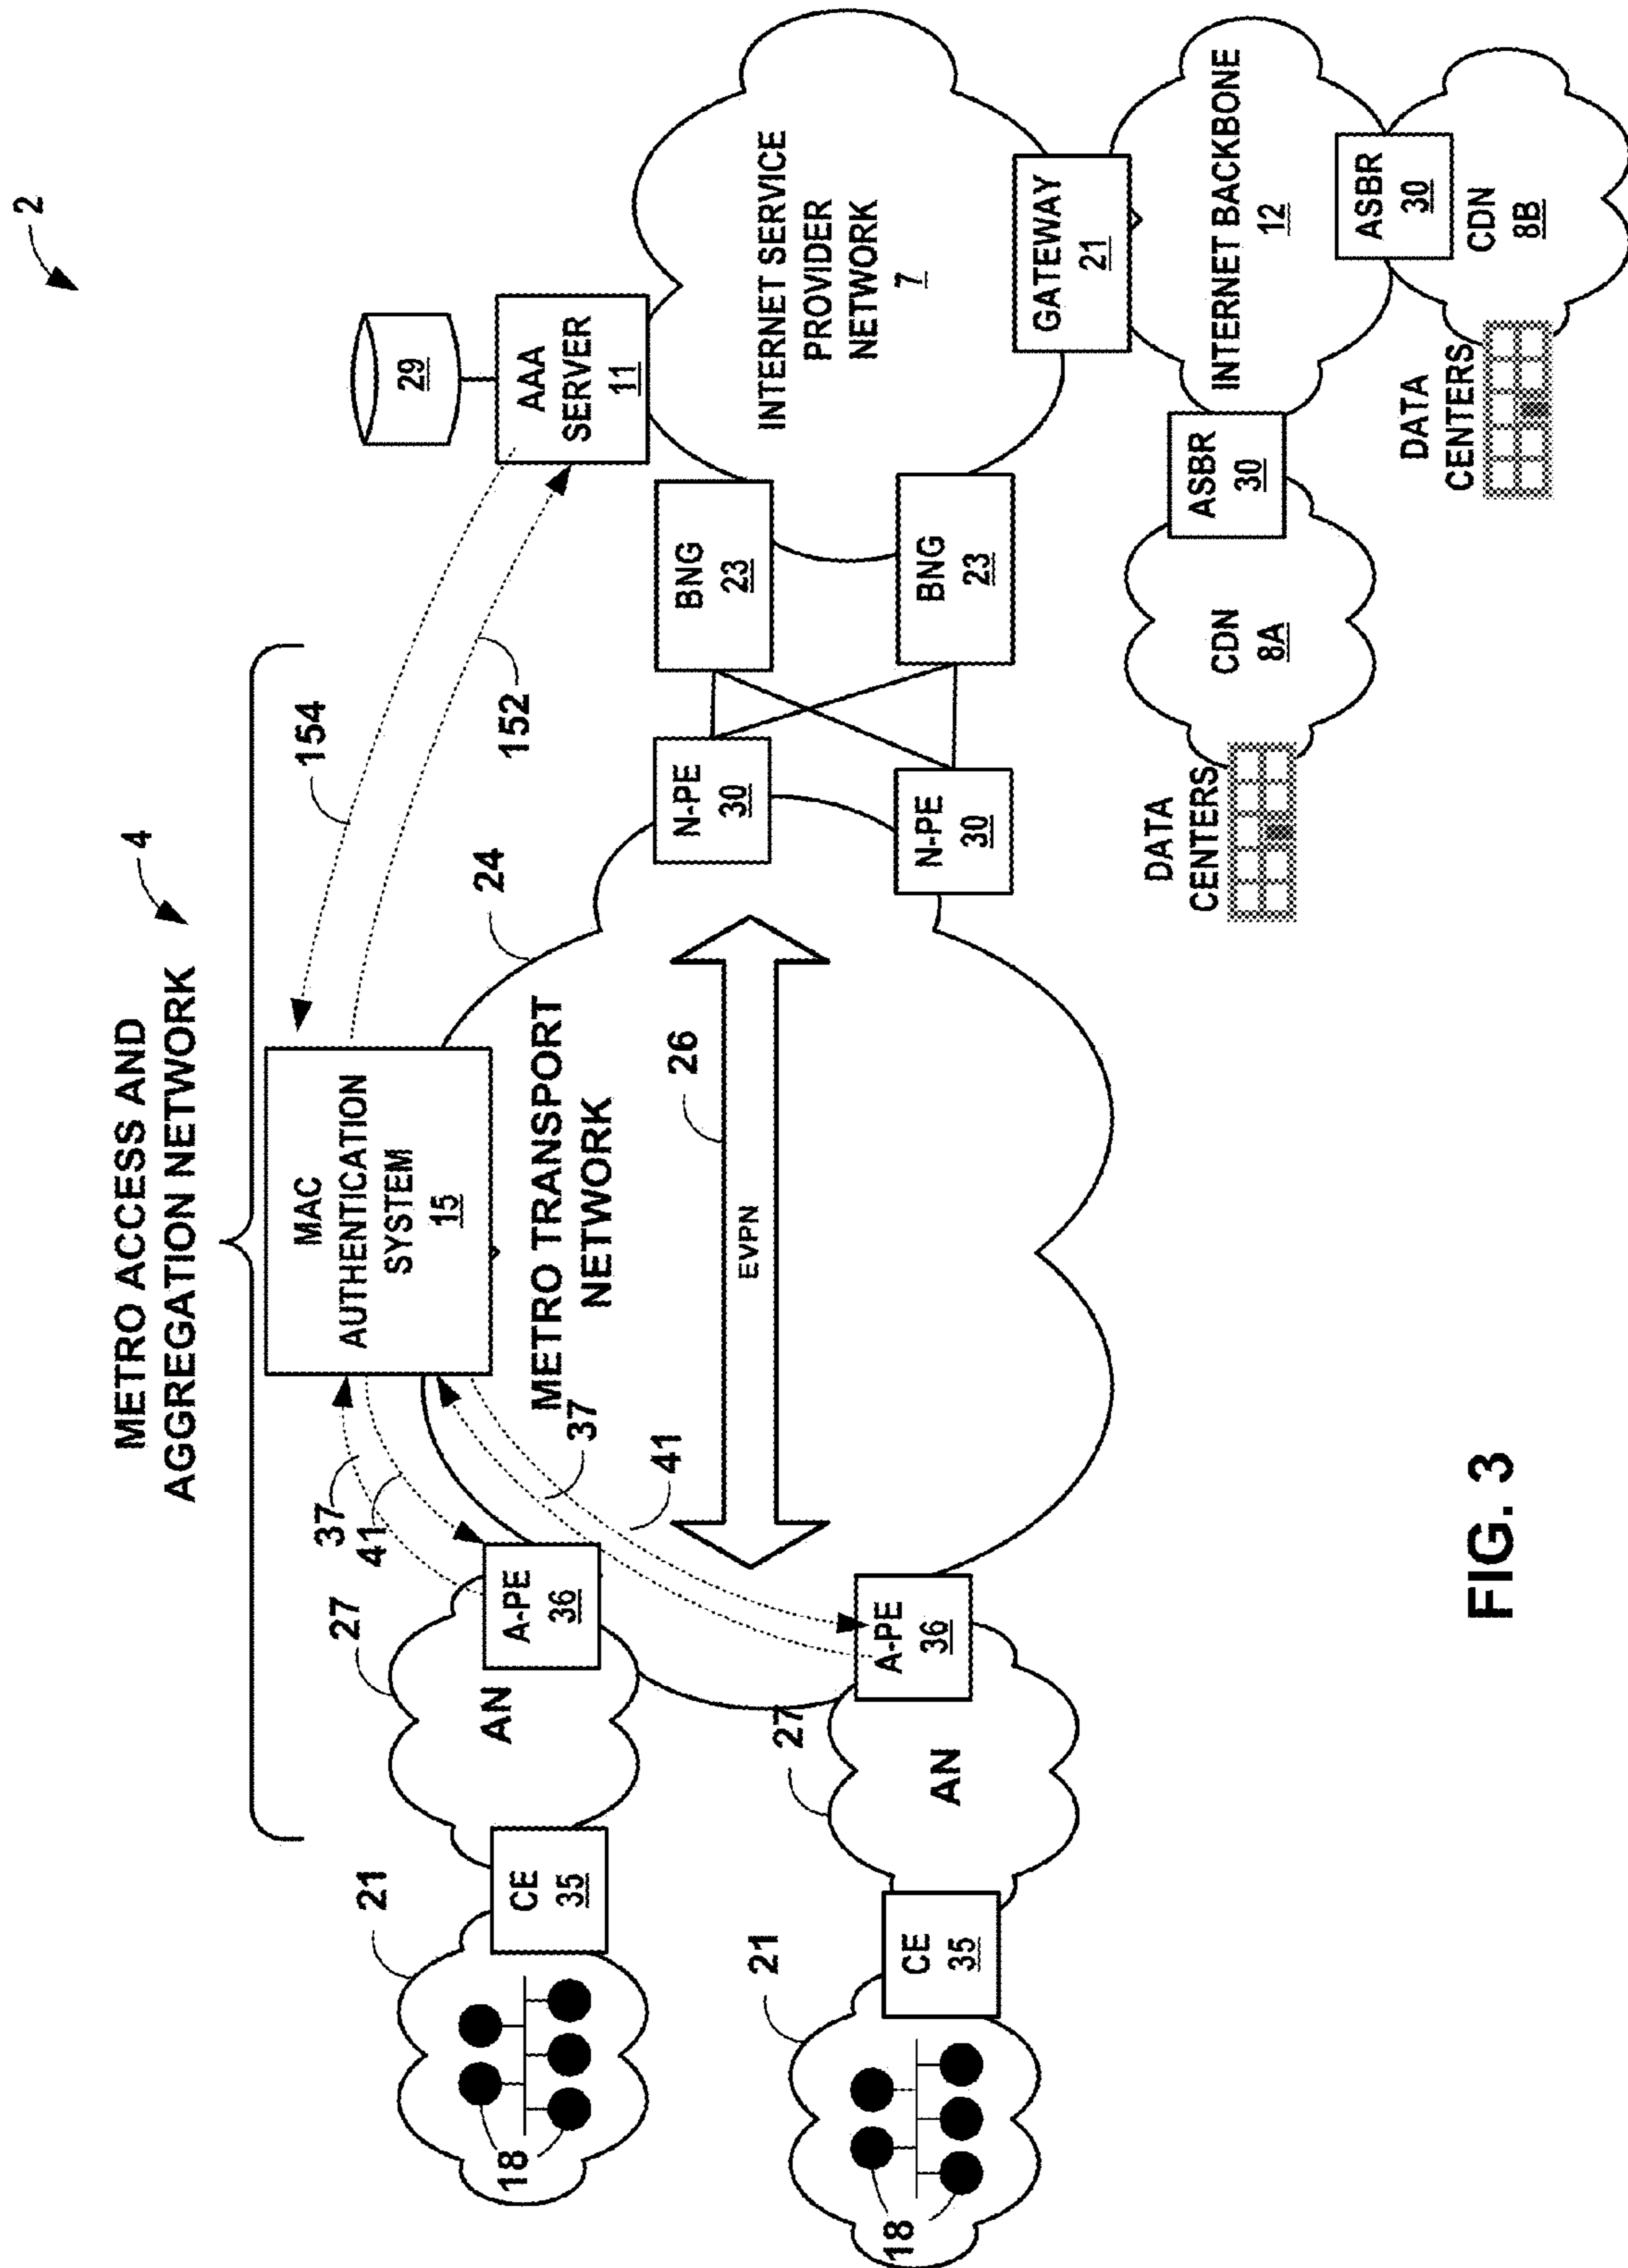 2
METRO ACCESS AND
AGGREGATION NETWORK
4
154
152
29
AAA
SERVER
11
MAC
AUTHENTICATION
SYSTEM
15
24
37
41
37
41
METRO TRANSPORT
NETWORK
26
EVPN
21
18
CE
35
27
AN
A-PE
36
21
18
CE
35
27
AN
A-PE
36
N-PE
30
N-PE
30
BNG
23
BNG
23
INTERNET SERVICE
PROVIDER
NETWORK
7
GATEWAY
21
INTERNET BACKBONE
12
ASBR
30
CDN
8A
DATA
CENTERS
ASBR
30
CDN
8B
DATA
CENTERS
FIG. 3